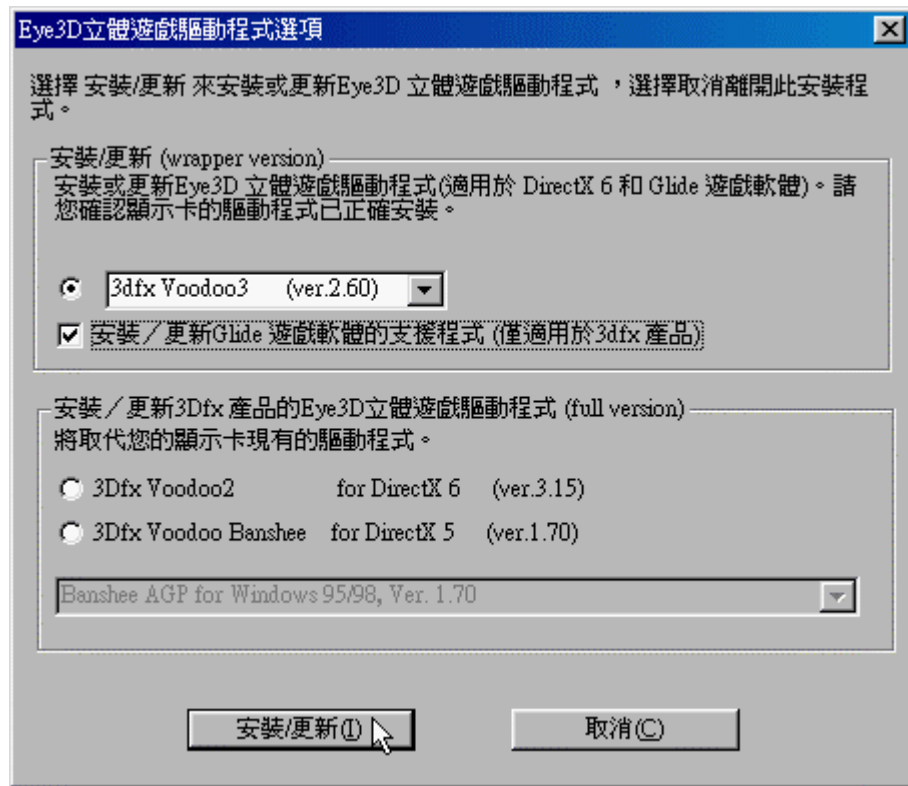 Eye3D立體遊戲驅動程式選項
選擇 安裝/更新 來安裝或更新Eye3D 立體遊戲驅動程式 ，選擇取消離開此安裝程
式。
安裝/更新 (wrapper version)
安裝或更新Eye3D 立體遊戲驅動程式(適用於 DirectX 6 和 Glide 遊戲軟體)。請
您確認顯示卡的驅動程式已正確安裝。
3dfx Voodoo3 (ver.2.60)
安裝／更新Glide 遊戲軟體的支援程式 (僅適用於3dfx 產品)
安裝／更新3Dfx 產品的Eye3D立體遊戲驅動程式 (full version)
將取代您的顯示卡現有的驅動程式。
3Dfx Voodoo2 for DirectX 6 (ver.3.15)
3Dfx Voodoo Banshee for DirectX 5 (ver.1.70)
Banshee AGP for Windows 95/98, Ver. 1.70
安裝/更新(I) 取消(C)